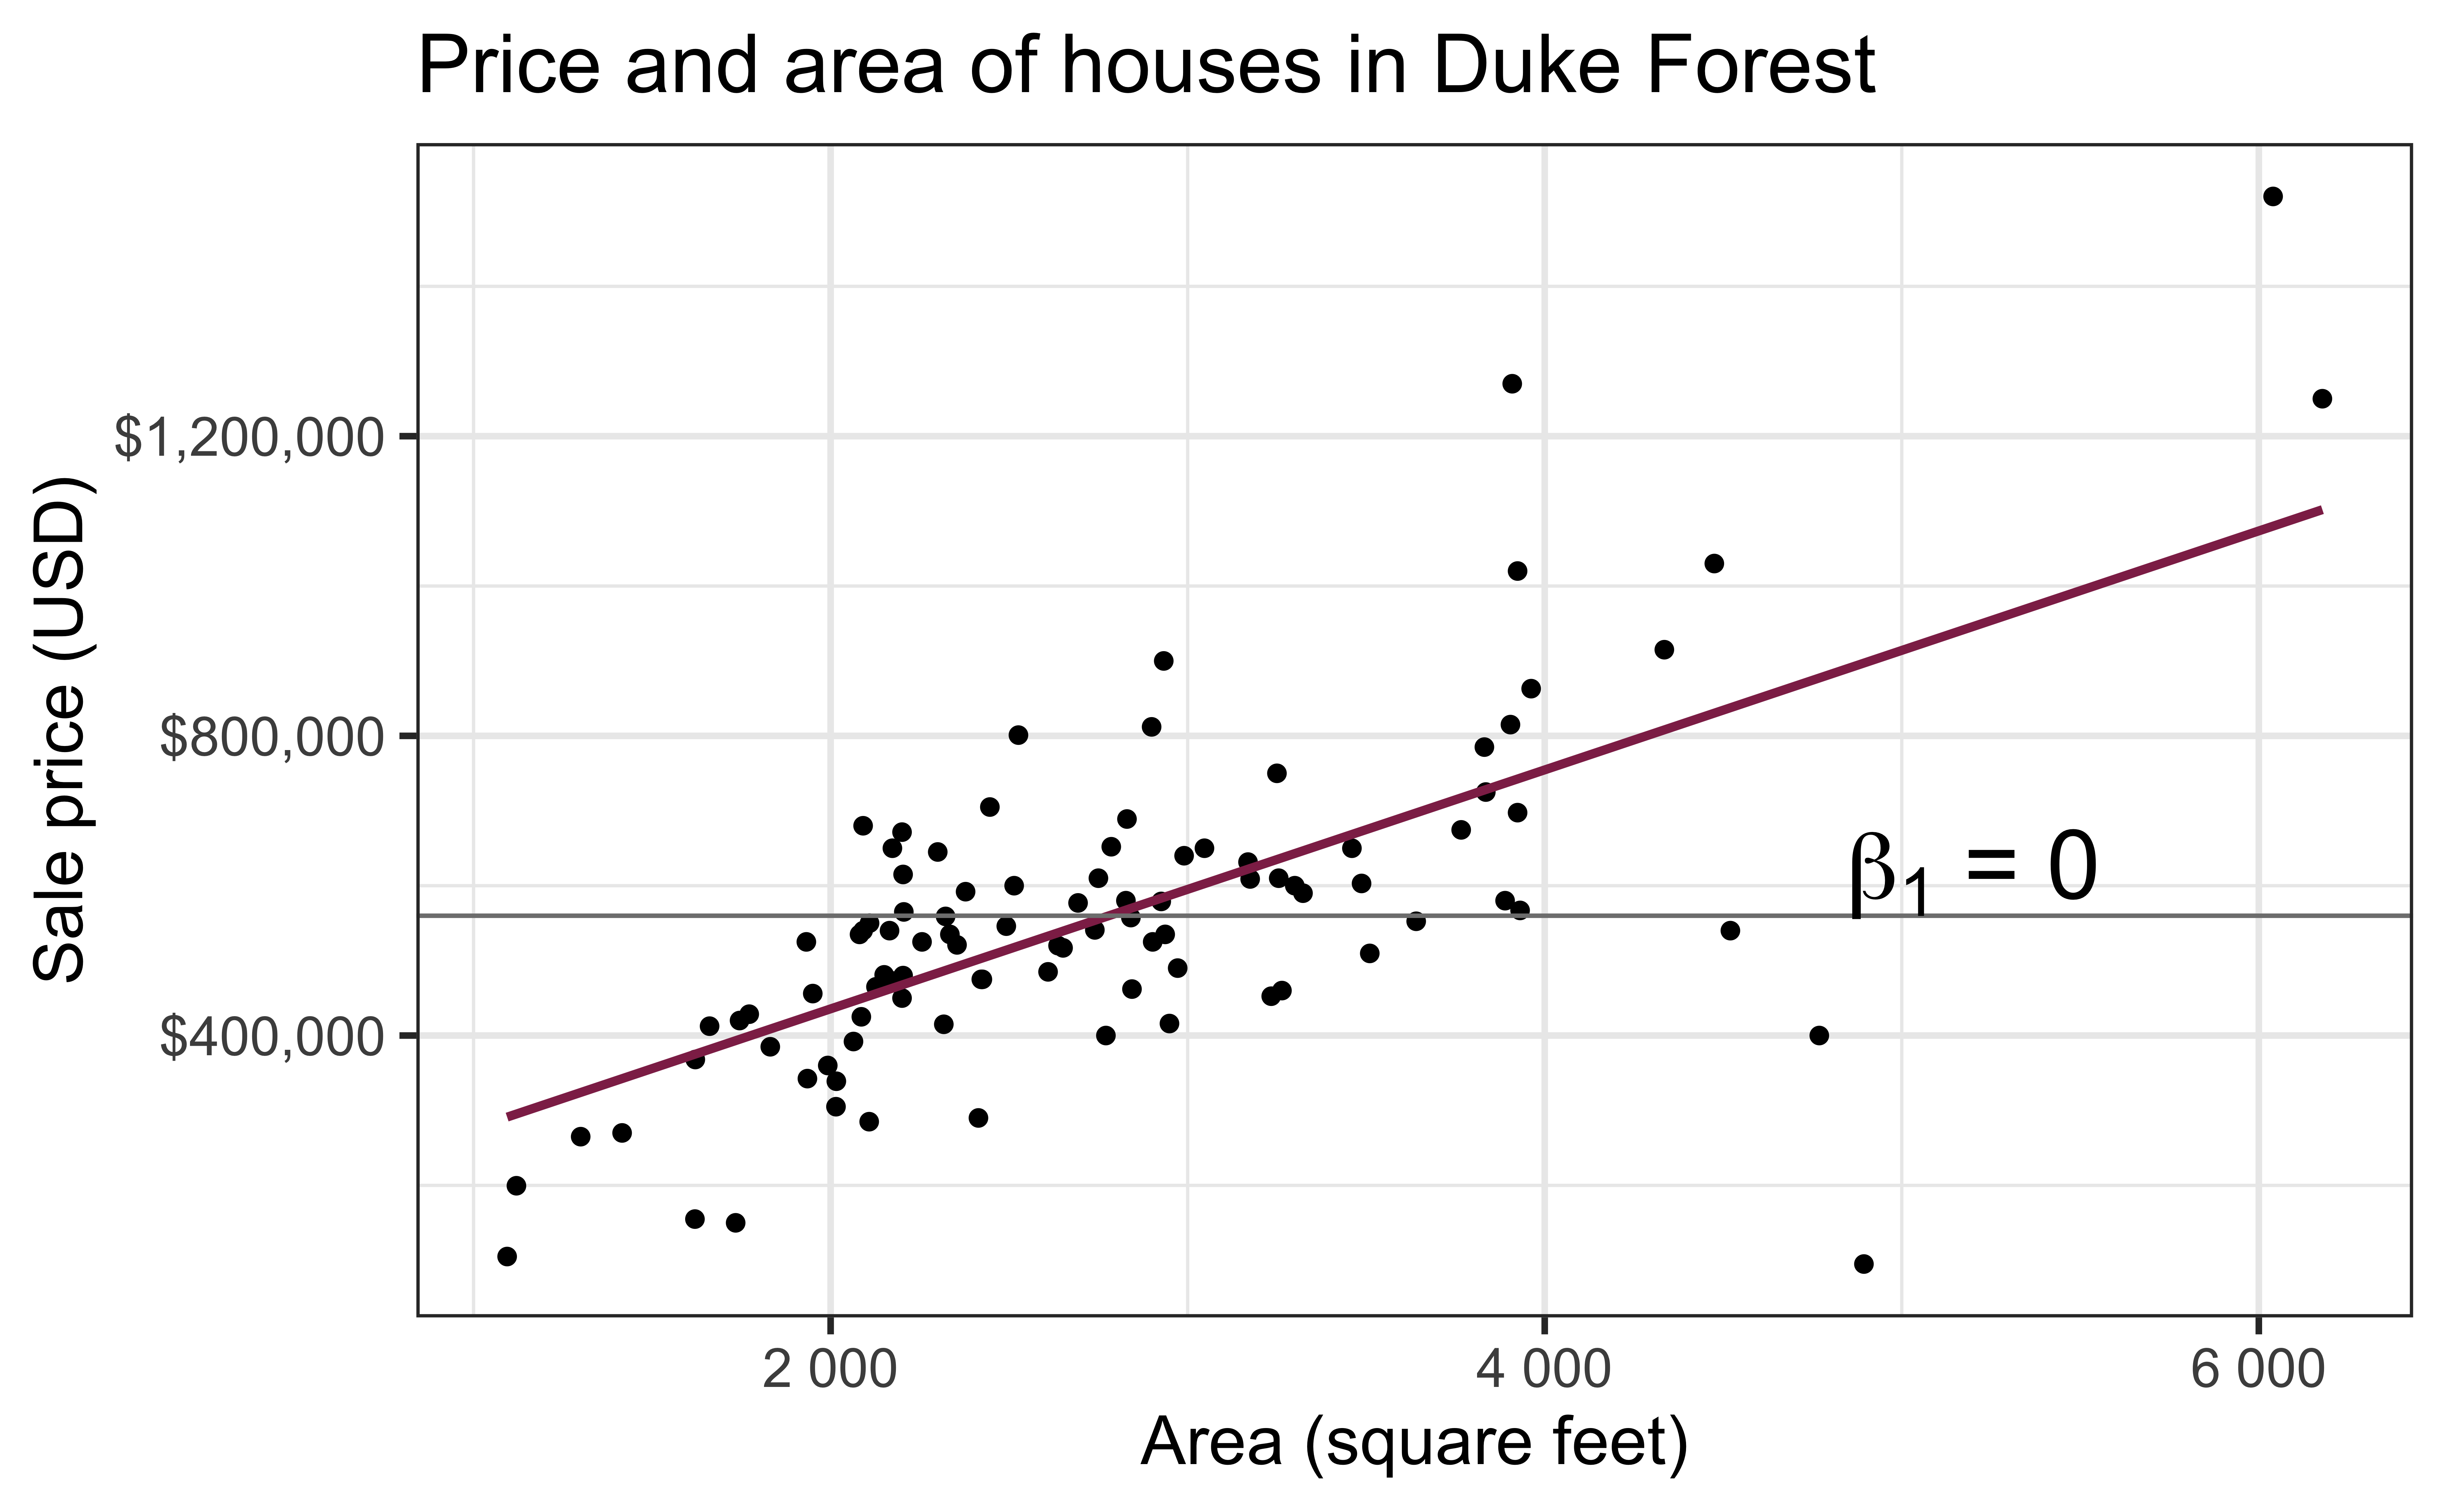 Price and area of houses in Duke Forest
Sale price (USD)
$1,200,000
$800,000
$400,000
β1 = 0
2 000
4 000
6 000
Area (square feet)